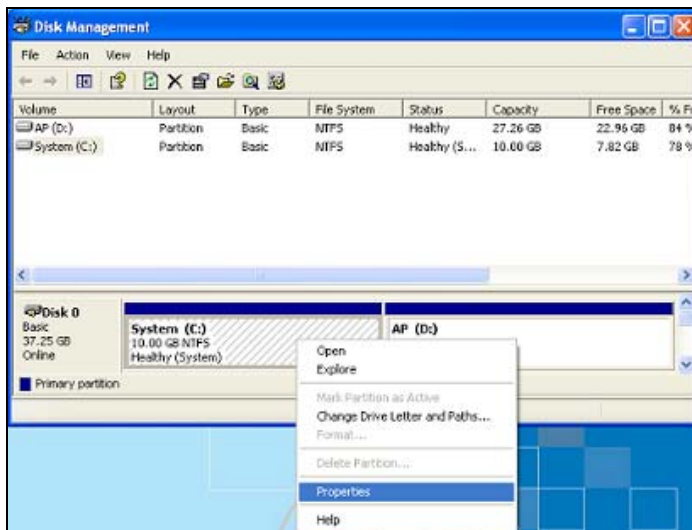 Disk Management
File Action View Help
Volume Layout Type File System Status Capacity Free Space % F
AP (D:) Partition Basic NTFS Healthy 27.26 GB 22.96 GB 84 %
System (C:) Partition Basic NTFS Healthy (S... 10.00 GB 7.82 GB 78 %
Disk 0
Basic
37.25 GB
Online
System (C:)
10.00 GB NTFS
Healthy (System)
AP (D:)
Primary partition
Open
Explore
Mark Partition as Active
Change Drive Letter and Paths...
Format...
Delete Partition...
Properties
Help